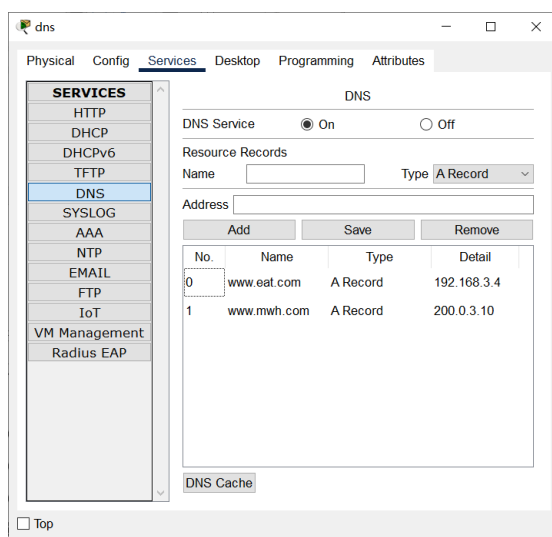 dns
Physical Config Services Desktop Programming Attributes
SERVICES
HTTP
DHCP
DHCPv6
TFTP
DNS
SYSLOG
AAA
NTP
EMAIL
FTP
IoT
VM Management
Radius EAP
DNS
DNS Service On Off
Resource Records
Name Type A Record
Address
Add Save Remove
No. Name Type Detail
0 www.eat.com A Record 192.168.3.4
1 www.mwh.com A Record 200.0.3.10
DNS Cache
Top